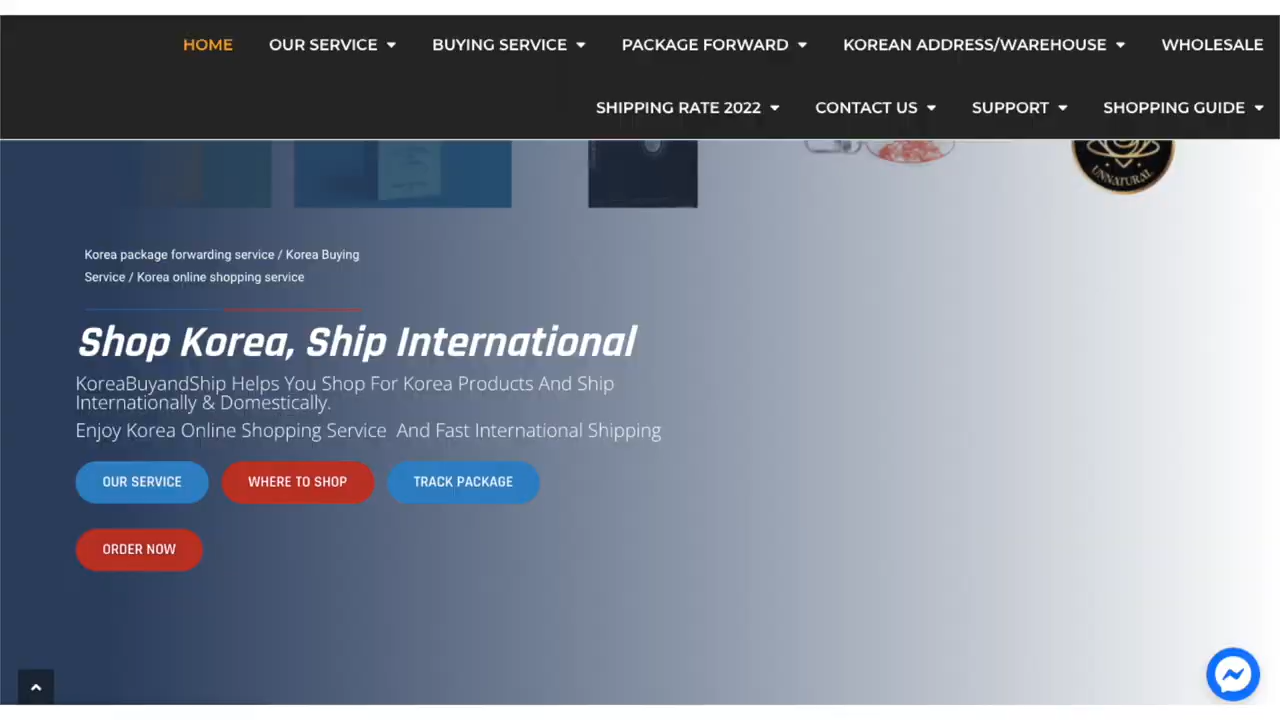 HOME OUR SERVICE BUYING SERVICE PACKAGE FORWARD KOREAN ADDRESS/WAREHOUSE WHOLESALE
SHIPPING RATE 2022 CONTACT US SUPPORT SHOPPING GUIDE
UNNATURAL
Korea package forwarding service / Korea Buying
Service / Korea online shopping service
Shop Korea, Ship International
KoreaBuyandShip Helps You Shop For Korea Products And Ship
Internationally & Domestically.
Enjoy Korea Online Shopping Service And Fast International Shipping
OUR SERVICE WHERE TO SHOP TRACK PACKAGE
ORDER NOW